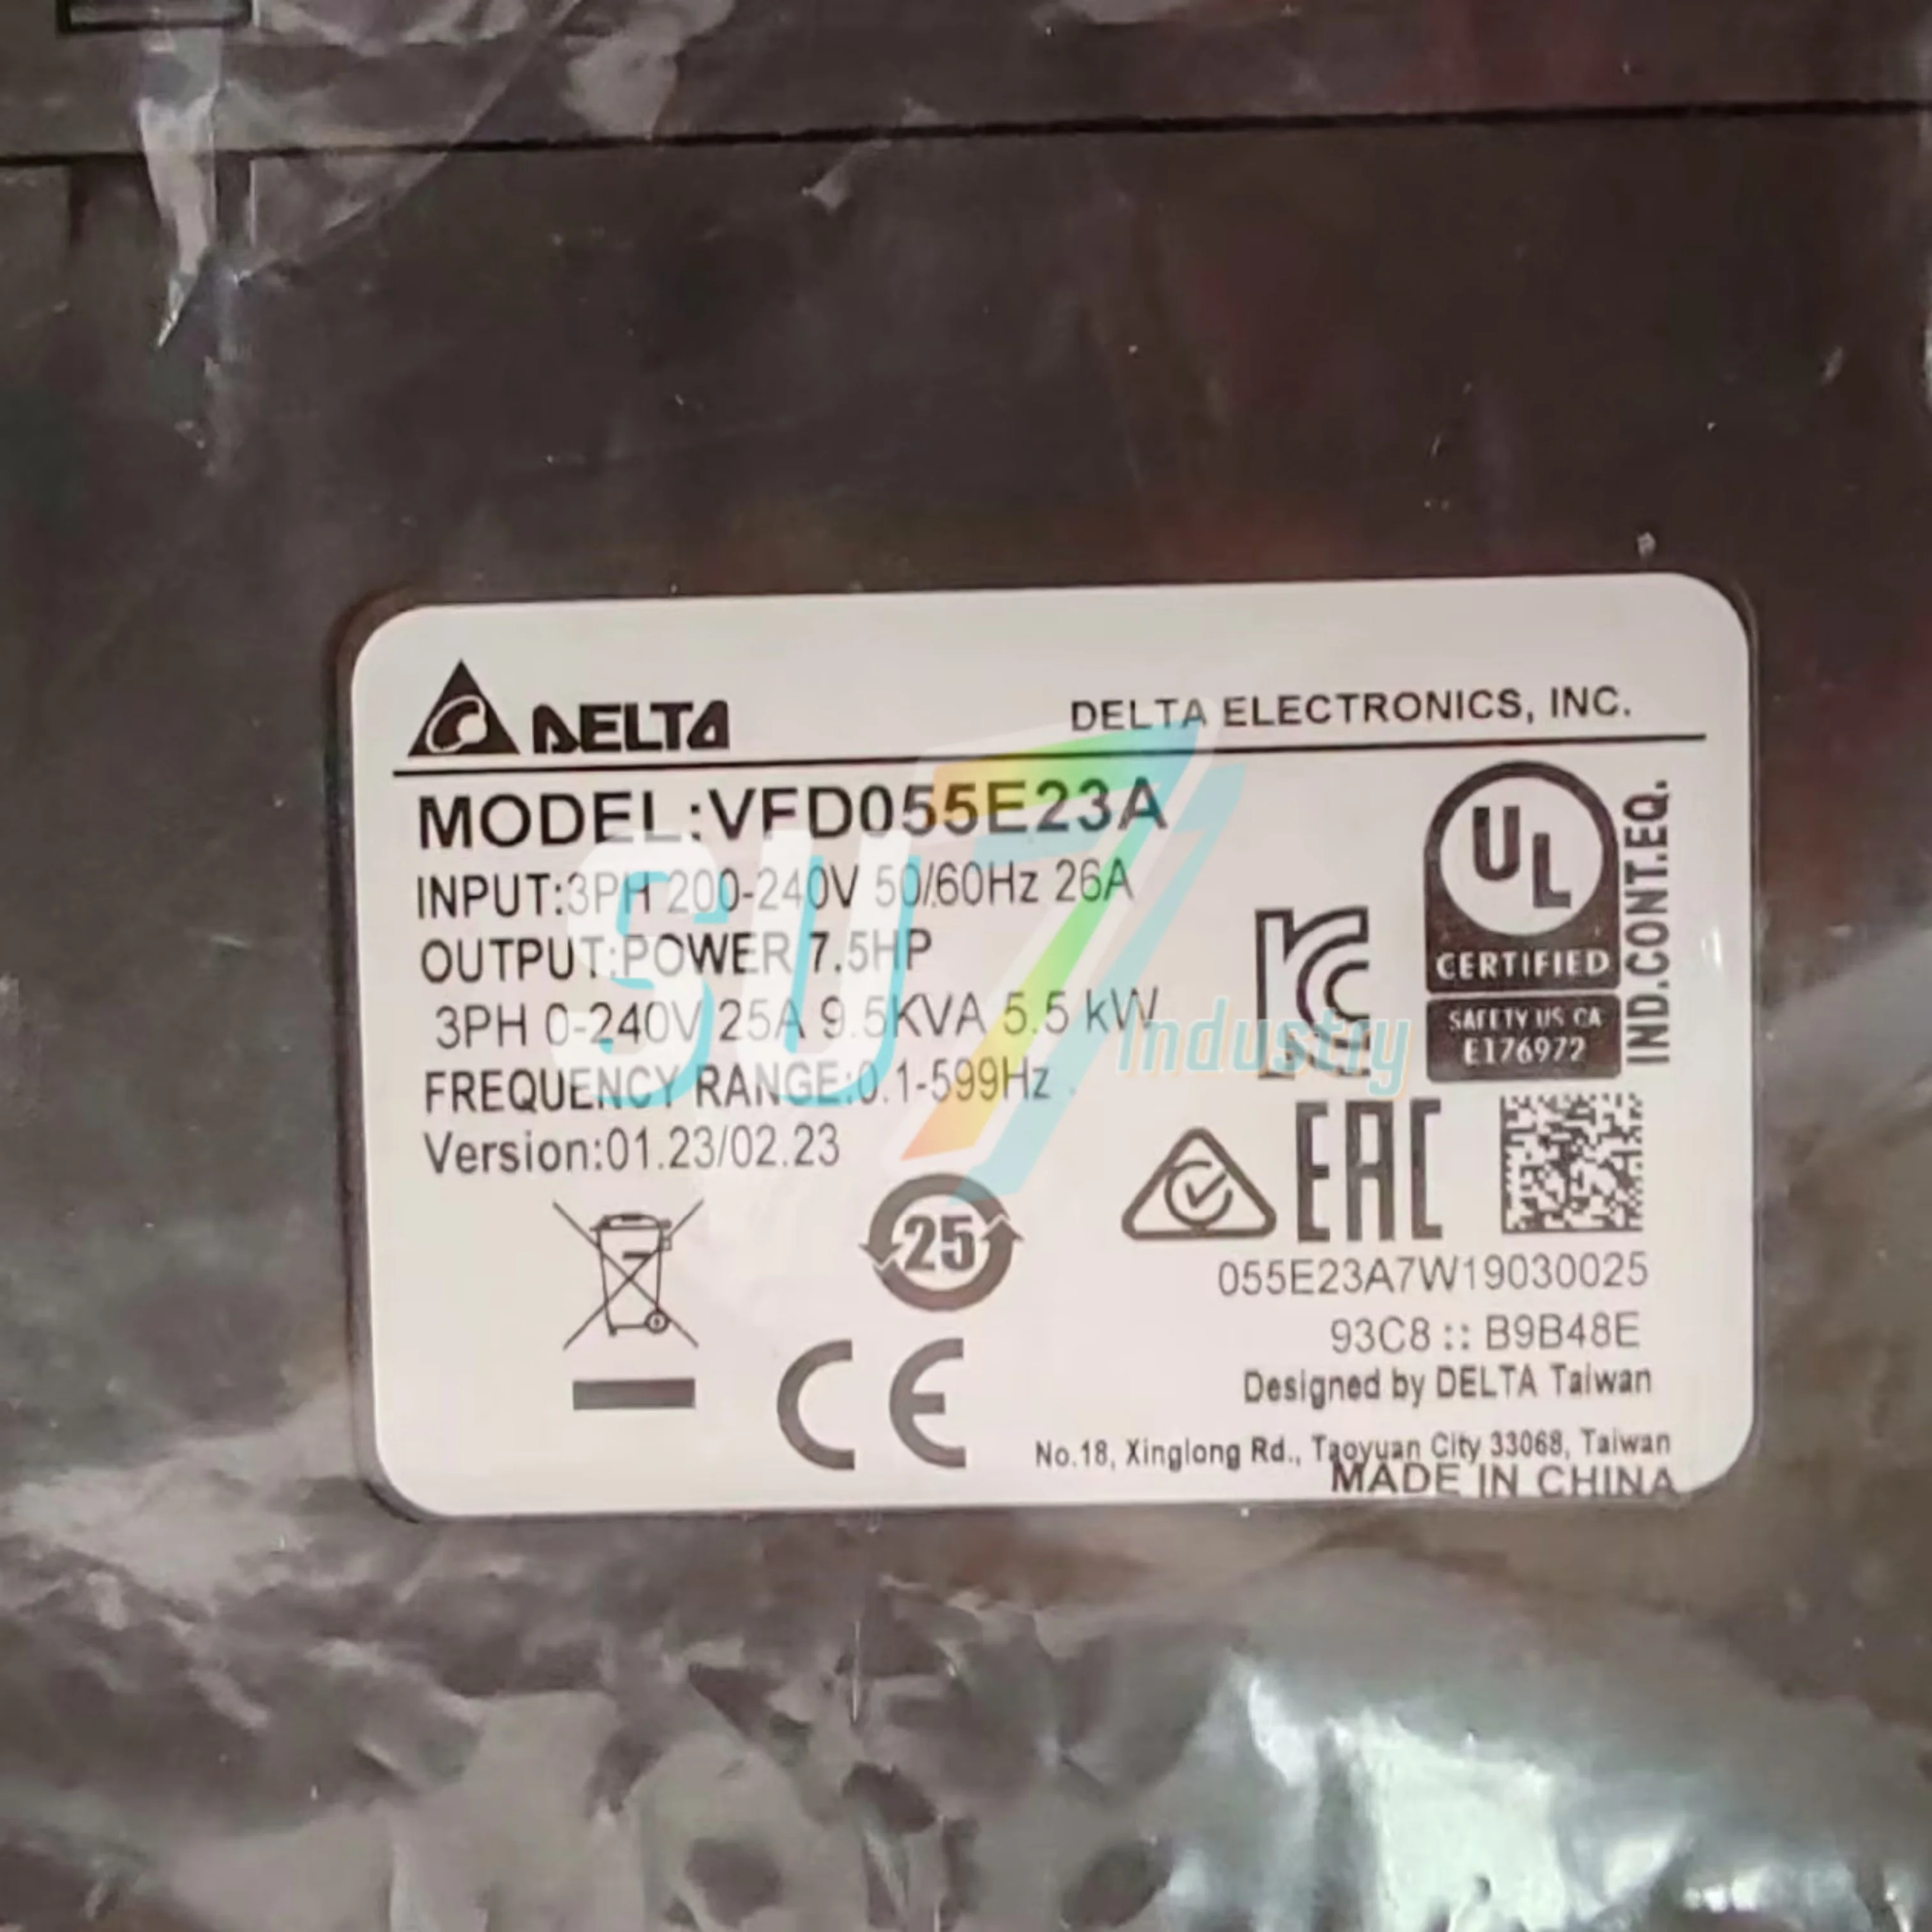 DELTA
DELTA ELECTRONICS, INC.
MODEL:VFD055E23A
INPUT:3PH 200-240V 50/60Hz 26A
OUTPUT:POWER 7.5HP
3PH 0-240V 25A 9.5KVA 5.5 kW
FREQUENCY RANGE:0.1-599Hz
Version:01.23/02.23
SU7
industry
UL
CERTIFIED
SAFETY US CA
E176972
IND.CONT.EQ.
25
EAC
CE
055E23A7W19030025
93C8 :: B9B48E
Designed by DELTA Taiwan
No.18, Xinglong Rd., Taoyuan City 33068, Taiwan
MADE IN CHINA